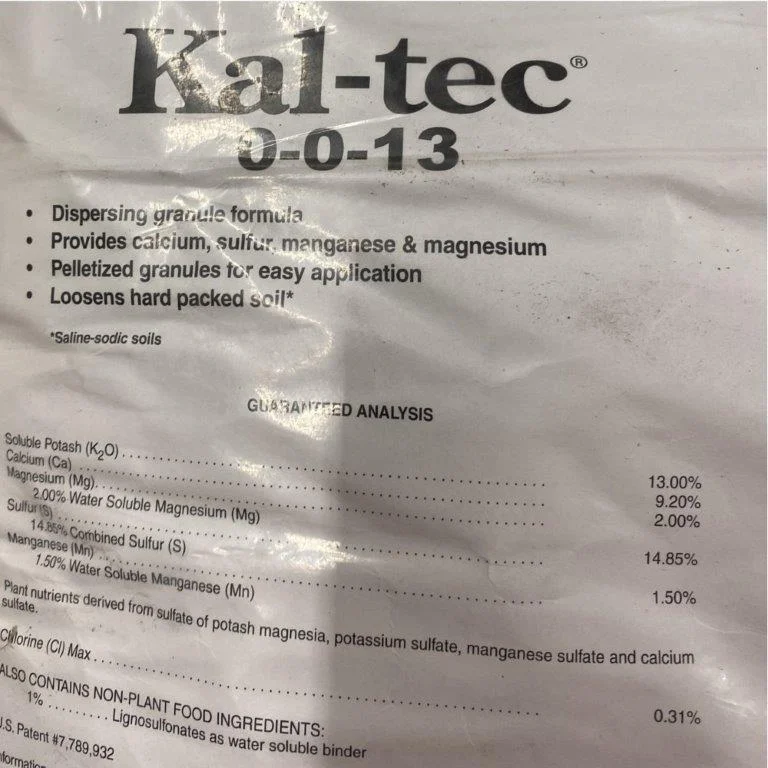 Kal-tec®
0-0-13
• Dispersing granule formula
• Provides calcium, sulfur, manganese & magnesium
• Pelletized granules for easy application
• Loosens hard packed soil*
*Saline-sodic soils
GUARANTEED ANALYSIS
Soluble Potash (K₂O) . . . . . . . . . . 13.00%
Calcium (Ca) . . . . . . . . . . 9.20%
Magnesium (Mg) . . . . . . . . . . 2.00%
2.00% Water Soluble Magnesium (Mg)
Sulfur (S) . . . . . . . . . . 14.85%
14.85% Combined Sulfur (S)
Manganese (Mn) . . . . . . . . . . 1.50%
1.50% Water Soluble Manganese (Mn)
Plant nutrients derived from sulfate of potash magnesia, potassium sulfate, manganese sulfate and calcium
sulfate.
Chlorine (Cl) Max . . . . . . . . . . 0.31%
ALSO CONTAINS NON-PLANT FOOD INGREDIENTS:
1% . . . . . . . . . Lignosulfonates as water soluble binder
U.S. Patent #7,789,932